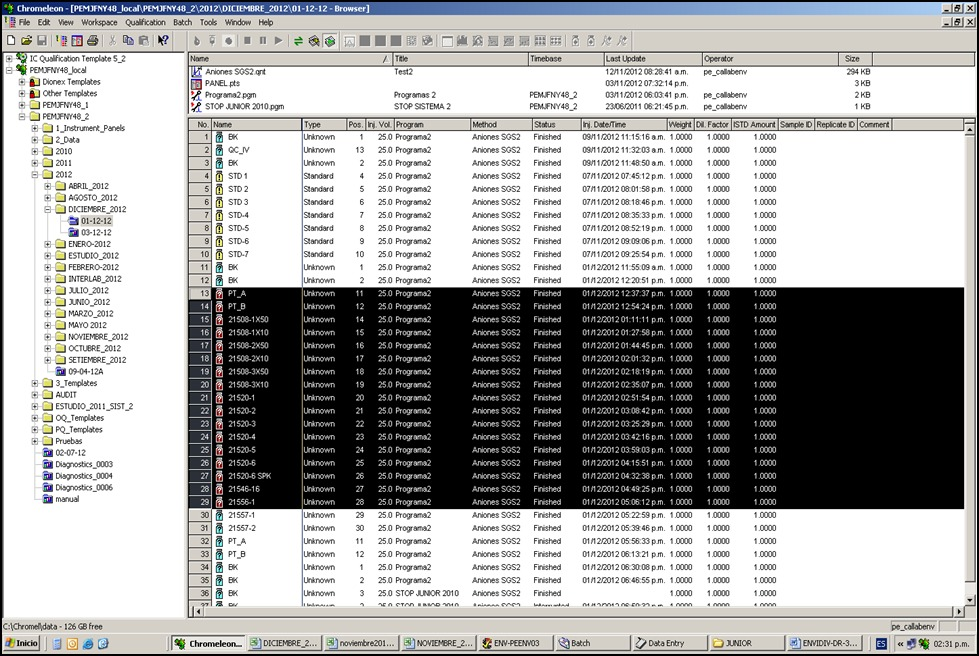 Chromeleon - [PEMJFNY48_local\PEMJFNY48_2\2012\DICIEMBRE_2012\01-12-12 - Browser]
File Edit View Workspace Qualification Batch Tools Window Help
IC Qualification Template 5_2
PEMJFNY48_local
Dionex Templates
Other Templates
PEMJFNY48_1
PEMJFNY48_2
1_Instrument_Panels
2_Data
2010
2011
2012
ABRIL_2012
AGOSTO_2012
DICIEMBRE_2012
01-12-12
03-12-12
ENERO-2012
ESTUDIO_2012
FEBRERO-2012
INTERLAB_2012
JULIO_2012
JUNIO_2012
MARZO_2012
MAYO 2012
NOVIEMBRE_2012
OCTUBRE_2012
SETIEMBRE_2012
09-04-12A
3_Templates
AUDIT
ESTUDIO_2011_SIST_2
OQ_Templates
PQ_Templates
Pruebas
02-07-12
Diagnostics_0003
Diagnostics_0004
Diagnostics_0006
manual
Name / Title Timebase Last Update Operator Size
Aniones SGS2.qnt Test2 12/11/2012 08:28:41 a.m. pe_callabenv 294 KB
PANEL.pts 03/11/2012 07:32:14 p.m. 3 KB
Programa2.pgm Programas 2 PEMJFNY48_2 03/11/2012 06:03:41 p.m. pe_callabenv 2 KB
STOP JUNIOR 2010.pgm STOP SISTEMA 2 PEMJFNY48_2 23/06/2011 06:21:45 p.m. pe_callabenv 1 KB
No. Name Type Pos. Inj. Vol. Program Method Status Inj. Date/Time Weight Dil. Factor ISTD Amount Sample ID Replicate ID Comment
1 BK Unknown 1 25.0 Programa2 Aniones SGS2 Finished 09/11/2012 11:15:16 a.m. 1.0000 1.0000 1.0000
2 QC_IV Unknown 13 25.0 Programa2 Aniones SGS2 Finished 09/11/2012 11:32:03 a.m. 1.0000 1.0000 1.0000
3 BK Unknown 2 25.0 Programa2 Aniones SGS2 Finished 09/11/2012 11:48:50 a.m. 1.0000 1.0000 1.0000
4 STD 1 Standard 4 25.0 Programa2 Aniones SGS2 Finished 07/11/2012 07:45:12 p.m. 1.0000 1.0000 1.0000
5 STD 2 Standard 5 25.0 Programa2 Aniones SGS2 Finished 07/11/2012 08:01:58 p.m. 1.0000 1.0000 1.0000
6 STD 3 Standard 6 25.0 Programa2 Aniones SGS2 Finished 07/11/2012 08:18:46 p.m. 1.0000 1.0000 1.0000
7 STD-4 Standard 7 25.0 Programa2 Aniones SGS2 Finished 07/11/2012 08:35:33 p.m. 1.0000 1.0000 1.0000
8 STD-5 Standard 8 25.0 Programa2 Aniones SGS2 Finished 07/11/2012 08:52:19 p.m. 1.0000 1.0000 1.0000
9 STD-6 Standard 9 25.0 Programa2 Aniones SGS2 Finished 07/11/2012 09:09:06 p.m. 1.0000 1.0000 1.0000
10 STD-7 Standard 10 25.0 Programa2 Aniones SGS2 Finished 07/11/2012 09:25:54 p.m. 1.0000 1.0000 1.0000
11 BK Unknown 1 25.0 Programa2 Aniones SGS2 Finished 01/12/2012 11:55:09 a.m. 1.0000 1.0000 1.0000
12 BK Unknown 2 25.0 Programa2 Aniones SGS2 Finished 01/12/2012 12:20:51 p.m. 1.0000 1.0000 1.0000
13 PT_A Unknown 11 25.0 Programa2 Aniones SGS2 Finished 01/12/2012 12:37:37 p.m. 1.0000 1.0000 1.0000
14 PT_B Unknown 12 25.0 Programa2 Aniones SGS2 Finished 01/12/2012 12:54:24 p.m. 1.0000 1.0000 1.0000
15 21508-1X50 Unknown 14 25.0 Programa2 Aniones SGS2 Finished 01/12/2012 01:11:11 p.m. 1.0000 1.0000 1.0000
16 21508-1X10 Unknown 15 25.0 Programa2 Aniones SGS2 Finished 01/12/2012 01:27:58 p.m. 1.0000 1.0000 1.0000
17 21508-2X50 Unknown 16 25.0 Programa2 Aniones SGS2 Finished 01/12/2012 01:44:45 p.m. 1.0000 1.0000 1.0000
18 21508-2X10 Unknown 17 25.0 Programa2 Aniones SGS2 Finished 01/12/2012 02:01:32 p.m. 1.0000 1.0000 1.0000
19 21508-3X50 Unknown 18 25.0 Programa2 Aniones SGS2 Finished 01/12/2012 02:18:19 p.m. 1.0000 1.0000 1.0000
20 21508-3X10 Unknown 19 25.0 Programa2 Aniones SGS2 Finished 01/12/2012 02:35:07 p.m. 1.0000 1.0000 1.0000
21 21520-1 Unknown 20 25.0 Programa2 Aniones SGS2 Finished 01/12/2012 02:51:54 p.m. 1.0000 1.0000 1.0000
22 21520-2 Unknown 21 25.0 Programa2 Aniones SGS2 Finished 01/12/2012 03:08:42 p.m. 1.0000 1.0000 1.0000
23 21520-3 Unknown 22 25.0 Programa2 Aniones SGS2 Finished 01/12/2012 03:25:29 p.m. 1.0000 1.0000 1.0000
24 21520-4 Unknown 23 25.0 Programa2 Aniones SGS2 Finished 01/12/2012 03:42:16 p.m. 1.0000 1.0000 1.0000
25 21520-5 Unknown 24 25.0 Programa2 Aniones SGS2 Finished 01/12/2012 03:59:03 p.m. 1.0000 1.0000 1.0000
26 21520-6 Unknown 25 25.0 Programa2 Aniones SGS2 Finished 01/12/2012 04:15:51 p.m. 1.0000 1.0000 1.0000
27 21520-6 SPK Unknown 26 25.0 Programa2 Aniones SGS2 Finished 01/12/2012 04:32:38 p.m. 1.0000 1.0000 1.0000
28 21546-16 Unknown 27 25.0 Programa2 Aniones SGS2 Finished 01/12/2012 04:49:25 p.m. 1.0000 1.0000 1.0000
29 21556-1 Unknown 28 25.0 Programa2 Aniones SGS2 Finished 01/12/2012 05:06:12 p.m. 1.0000 1.0000 1.0000
30 21557-1 Unknown 29 25.0 Programa2 Aniones SGS2 Finished 01/12/2012 05:22:59 p.m. 1.0000 1.0000 1.0000
31 21557-2 Unknown 30 25.0 Programa2 Aniones SGS2 Finished 01/12/2012 05:39:46 p.m. 1.0000 1.0000 1.0000
32 PT_A Unknown 11 25.0 Programa2 Aniones SGS2 Finished 01/12/2012 05:56:33 p.m. 1.0000 1.0000 1.0000
33 PT_B Unknown 12 25.0 Programa2 Aniones SGS2 Finished 01/12/2012 06:13:21 p.m. 1.0000 1.0000 1.0000
34 BK Unknown 1 25.0 Programa2 Aniones SGS2 Finished 01/12/2012 06:30:08 p.m. 1.0000 1.0000 1.0000
35 BK Unknown 2 25.0 Programa2 Aniones SGS2 Finished 01/12/2012 06:46:55 p.m. 1.0000 1.0000 1.0000
36 BK Unknown 3 25.0 STOP JUNIOR 2010 Aniones SGS2 Finished 1.0000 1.0000 1.0000
C:\Chromel\data - 126 GB free pe_callabenv
Inicio Chromeleon... DICIEMBRE_2... noviembre201... NOVIEMBRE_2... ENV-PEENV03 Batch Data Entry JUNIOR ENVIDIV-DR-3... ES « 02:31 p.m.